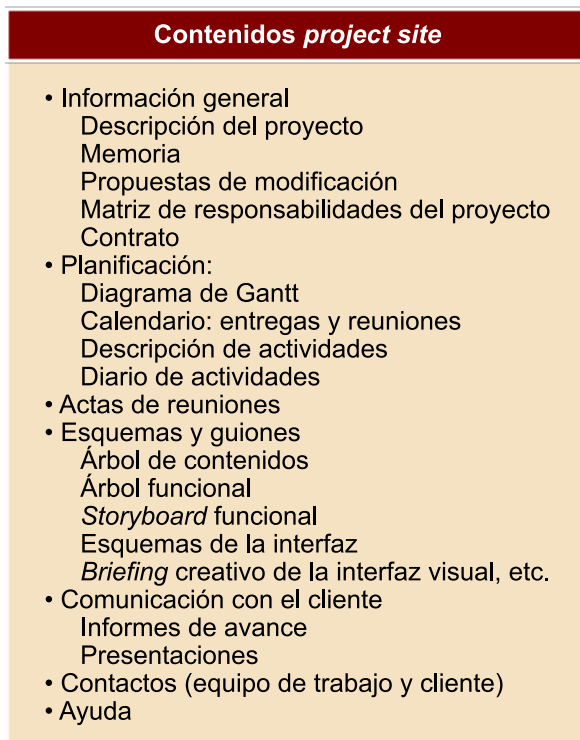 Contenidos project site
• Información general
Descripción del proyecto
Memoria
Propuestas de modificación
Matriz de responsabilidades del proyecto
Contrato
• Planificación:
Diagrama de Gantt
Calendario: entregas y reuniones
Descripción de actividades
Diario de actividades
• Actas de reuniones
• Esquemas y guiones
Árbol de contenidos
Árbol funcional
Storyboard funcional
Esquemas de la interfaz
Briefing creativo de la interfaz visual, etc.
• Comunicación con el cliente
Informes de avance
Presentaciones
• Contactos (equipo de trabajo y cliente)
• Ayuda